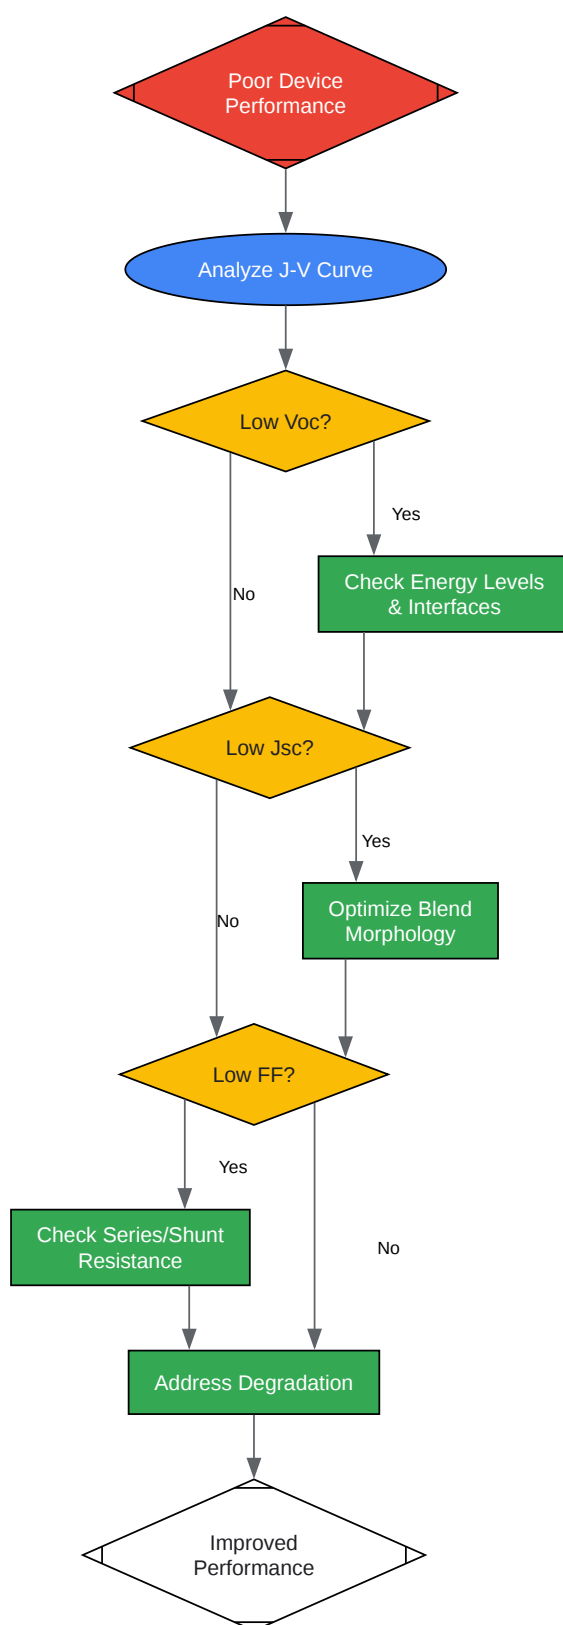 Poor Device
Performance
Analyze J-V Curve
Low Voc?
Yes
Check Energy Levels
& Interfaces
No
Low Jsc?
Yes
Optimize Blend
Morphology
No
Low FF?
Yes
Check Series/Shunt
Resistance
No
Address Degradation
Improved
Performance